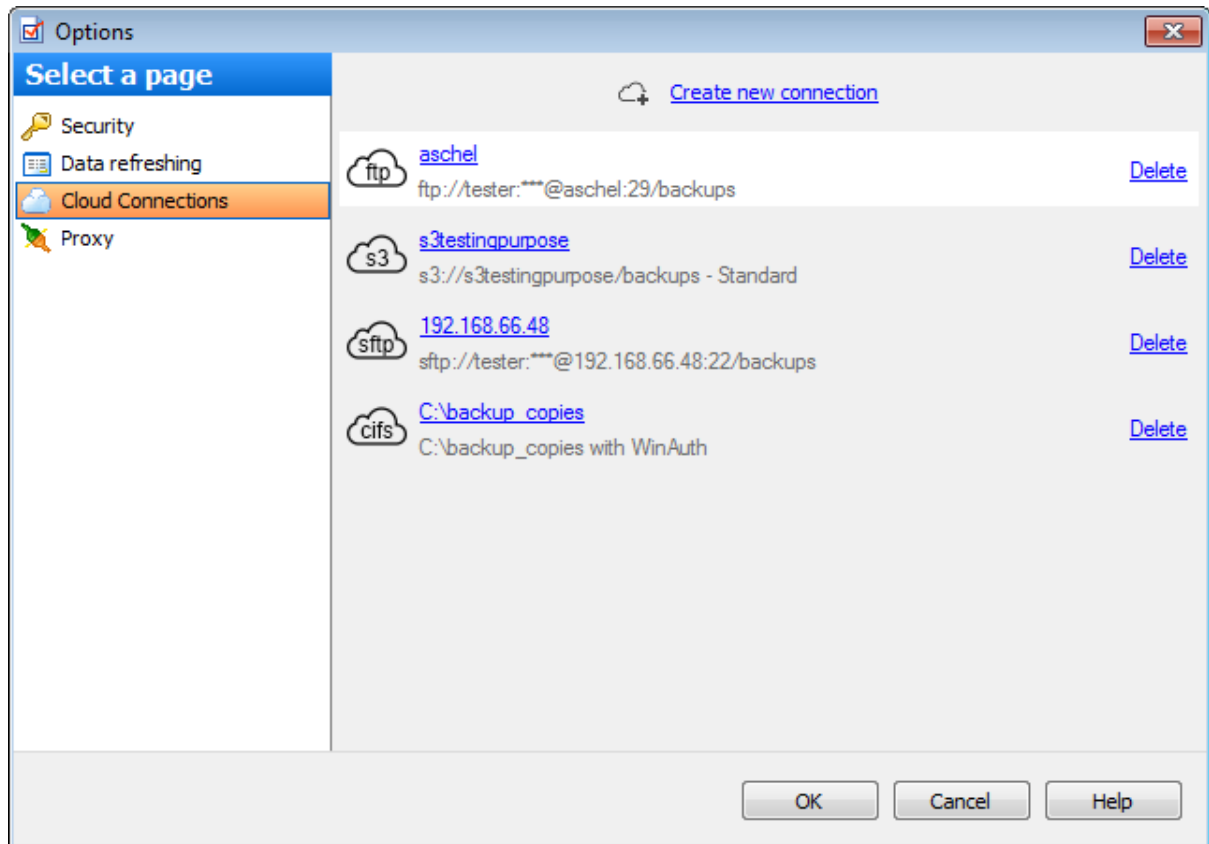 Options
Select a page
Security
Data refreshing
Cloud Connections
Proxy
Create new connection
ftp
aschel
ftp://tester:***@aschel:29/backups
Delete
s3
s3testingpurpose
s3://s3testingpurpose/backups - Standard
Delete
sftp
192.168.66.48
sftp://tester:***@192.168.66.48:22/backups
Delete
cifs
C:\backup_copies
C:\backup_copies with WinAuth
Delete
OK
Cancel
Help